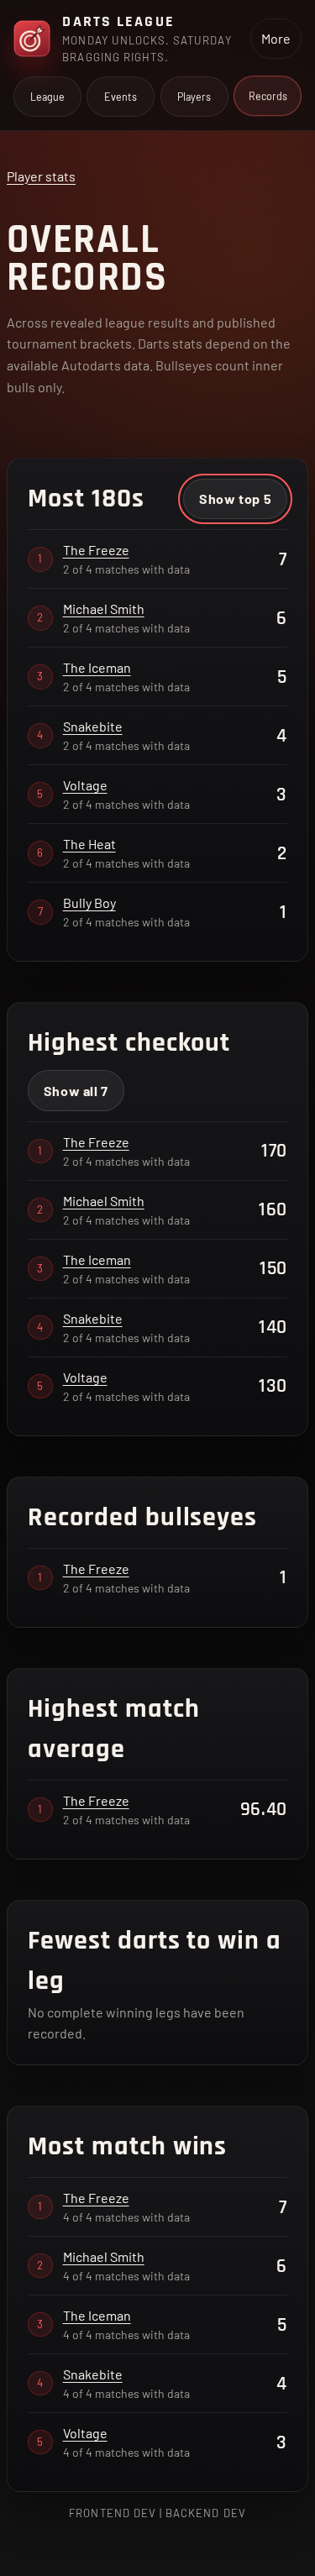 DARTS LEAGUE
MONDAY UNLOCKS. SATURDAY
BRAGGING RIGHTS.
More
League
Events
Players
Records
Player stats
OVERALL
RECORDS
Across revealed league results and published
tournament brackets. Darts stats depend on the
available Autodarts data. Bullseyes count inner
bulls only.
Most 180s
Show top 5
1
The Freeze
2 of 4 matches with data
7
2
Michael Smith
2 of 4 matches with data
6
3
The Iceman
2 of 4 matches with data
5
4
Snakebite
2 of 4 matches with data
4
5
Voltage
2 of 4 matches with data
3
6
The Heat
2 of 4 matches with data
2
7
Bully Boy
2 of 4 matches with data
1
Highest checkout
Show all 7
1
The Freeze
2 of 4 matches with data
170
2
Michael Smith
2 of 4 matches with data
160
3
The Iceman
2 of 4 matches with data
150
4
Snakebite
2 of 4 matches with data
140
5
Voltage
2 of 4 matches with data
130
Recorded bullseyes
1
The Freeze
2 of 4 matches with data
1
Highest match
average
1
The Freeze
2 of 4 matches with data
96.40
Fewest darts to win a
leg
No complete winning legs have been
recorded.
Most match wins
1
The Freeze
4 of 4 matches with data
7
2
Michael Smith
4 of 4 matches with data
6
3
The Iceman
4 of 4 matches with data
5
4
Snakebite
4 of 4 matches with data
4
5
Voltage
4 of 4 matches with data
3
FRONTEND DEV | BACKEND DEV